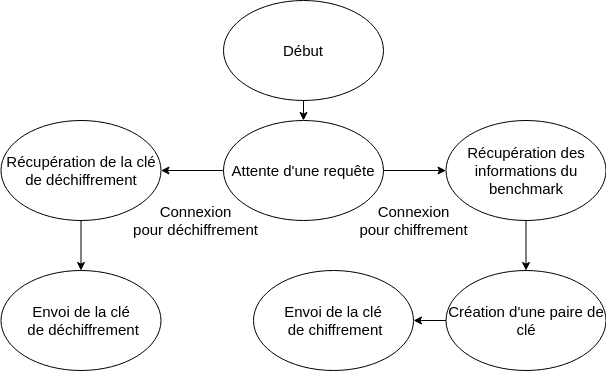 Début
Récupération de la clé
de déchiffrement
Attente d'une requête
Récupération des
informations du
benchmark
Connexion
pour déchiffrement
Connexion
pour chiffrement
Envoi de la clé
de déchiffrement
Envoi de la clé
de chiffrement
Création d'une paire de
clé